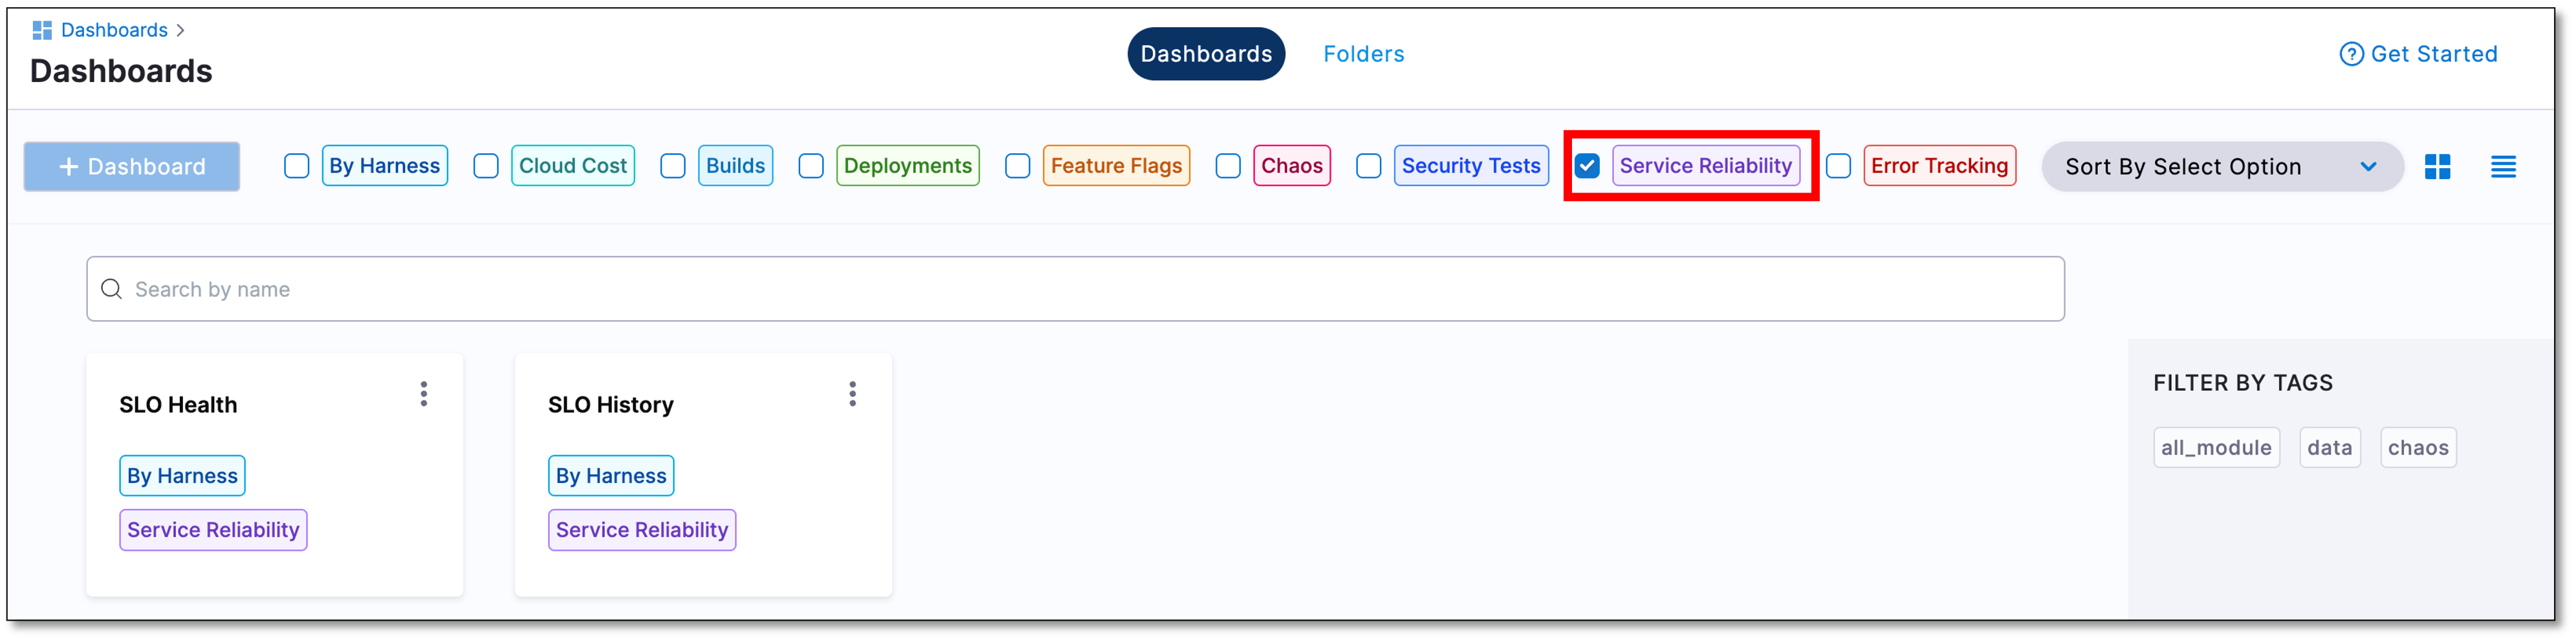 Dashboards
Dashboards
Dashboards
Folders
Get Started
+ Dashboard
By Harness
Cloud Cost
Builds
Deployments
Feature Flags
Chaos
Security Tests
Service Reliability
Error Tracking
Sort By Select Option
Search by name
SLO Health
By Harness
Service Reliability
SLO History
By Harness
Service Reliability
FILTER BY TAGS
all_module
data
chaos